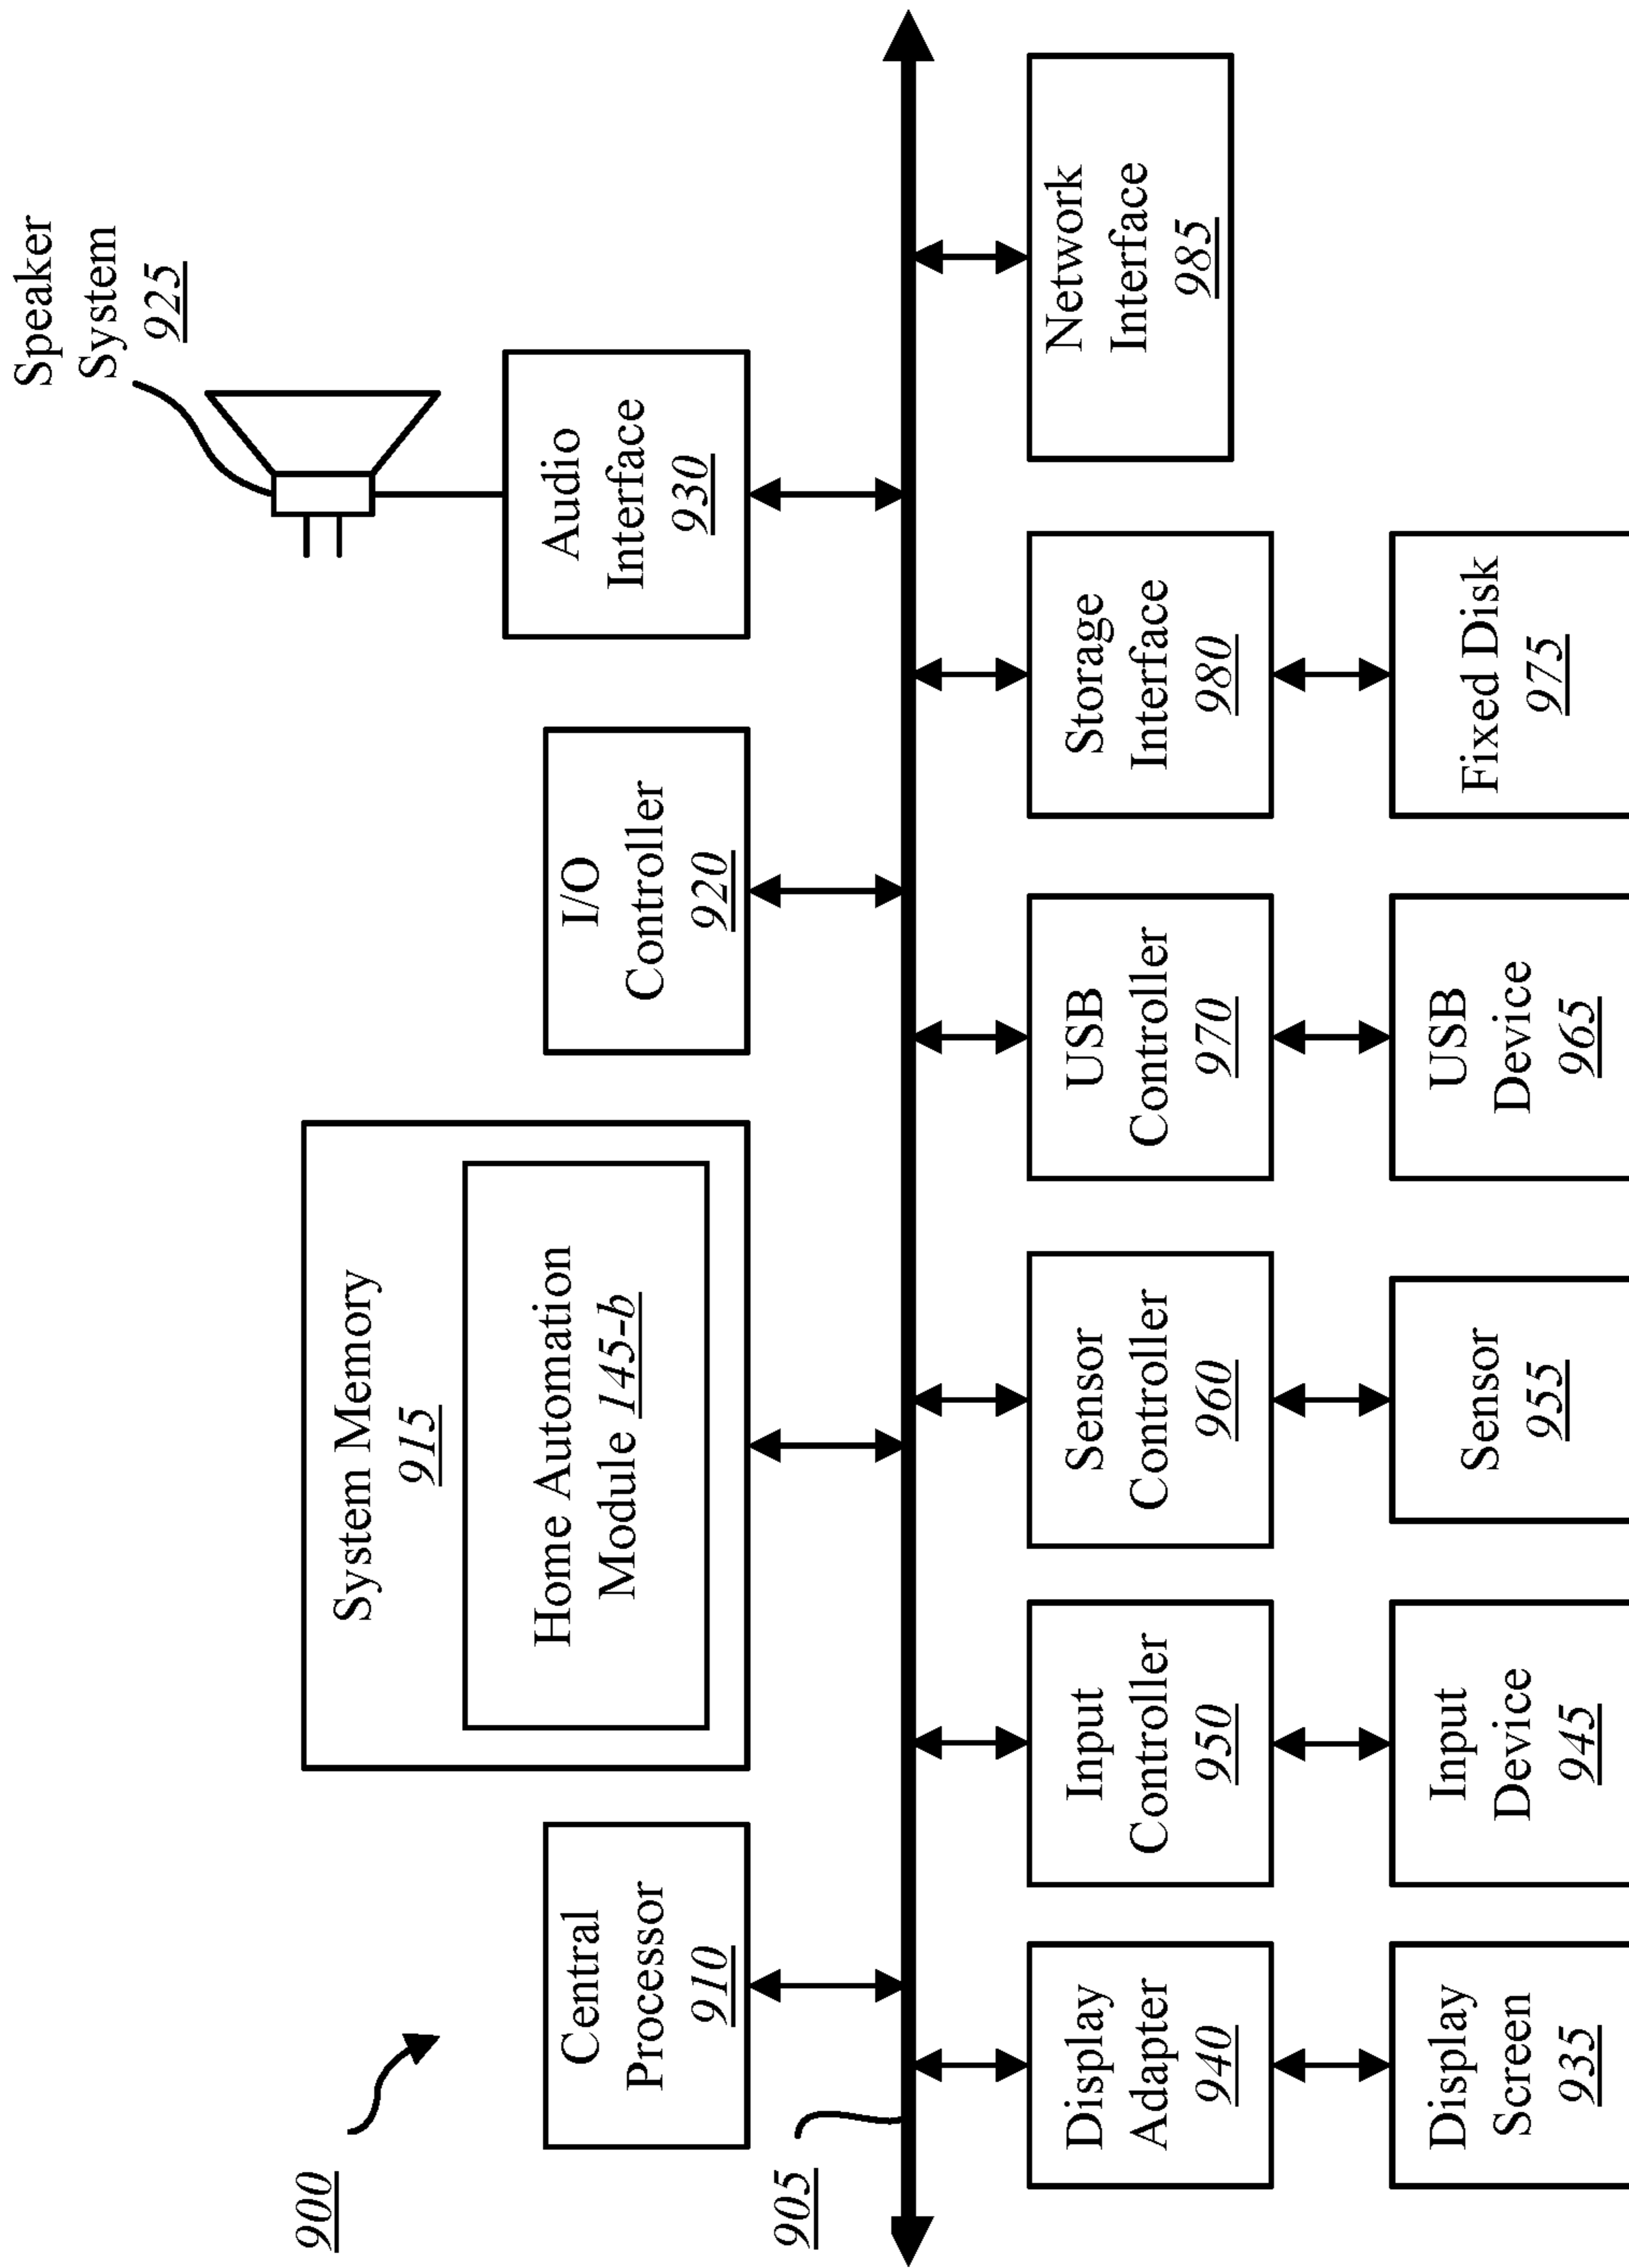 900
Central
Processor
910
System Memory
915
Home Automation
Module 145-b
I/O
Controller
920
Speaker
System
925
Audio
Interface
930
905
Display
Adapter
940
Input
Controller
950
Sensor
Controller
960
USB
Controller
970
Storage
Interface
980
Network
Interface
985
Display
Screen
935
Input
Device
945
Sensor
955
USB
Device
965
Fixed Disk
975